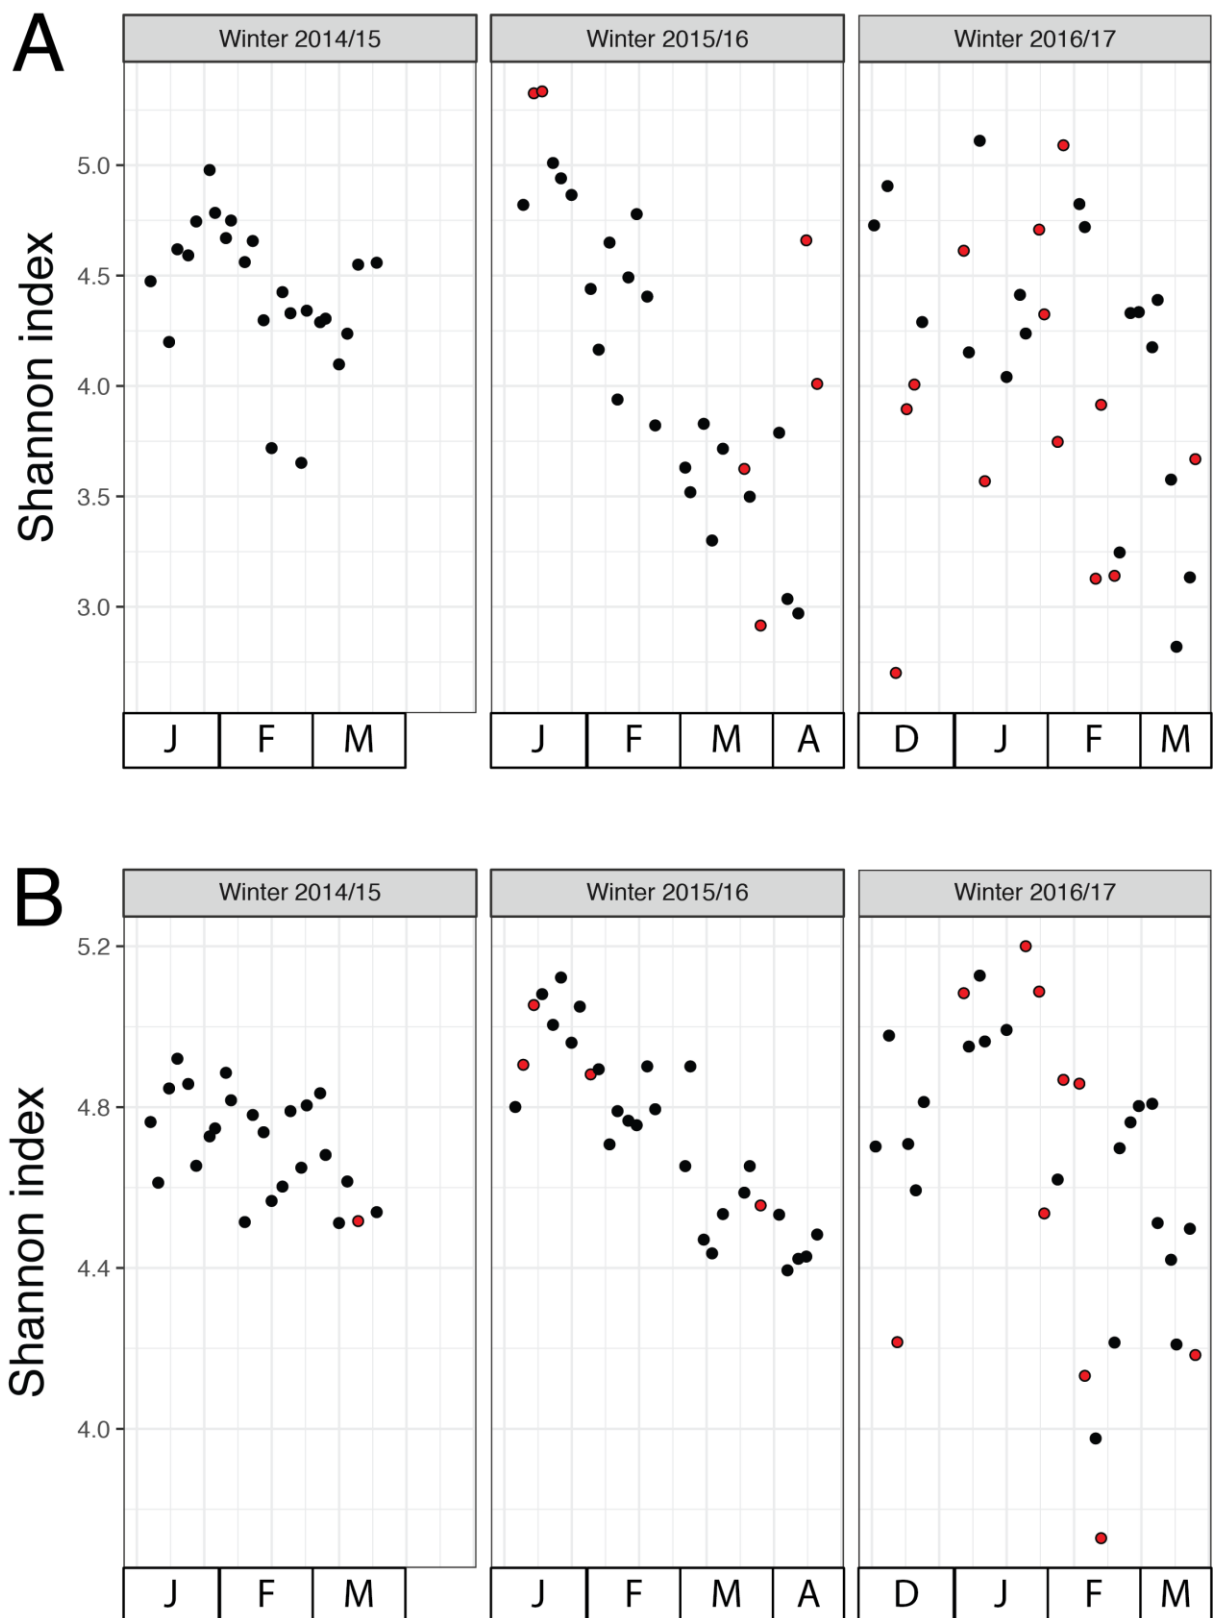 A
Winter 2014/15 Winter 2015/16 Winter 2016/17
Shannon index
5.0
4.5
4.0
3.5
3.0
J F M J F M A D J F M
B
Winter 2014/15 Winter 2015/16 Winter 2016/17
Shannon index
5.2
4.8
4.4
4.0
J F M J F M A D J F M